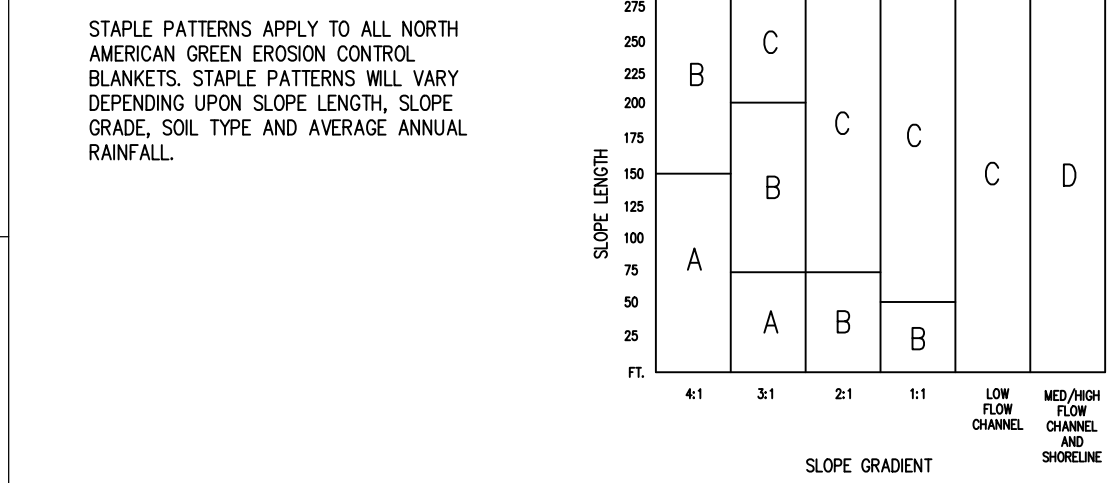 STAPLE PATTERNS APPLY TO ALL NORTH
AMERICAN GREEN EROSION CONTROL
BLANKETS. STAPLE PATTERNS WILL VARY
DEPENDING UPON SLOPE LENGTH, SLOPE
GRADE, SOIL TYPE AND AVERAGE ANNUAL
RAINFALL.
SLOPE LENGTH
275
250
225
200
175
150
125
100
75
50
25
FT.
B
A
C
B
A
C
B
C
B
C
D
4:1
3:1
2:1
1:1
LOW
FLOW
CHANNEL
MED/HIGH
FLOW
CHANNEL
AND
SHORELINE
SLOPE GRADIENT